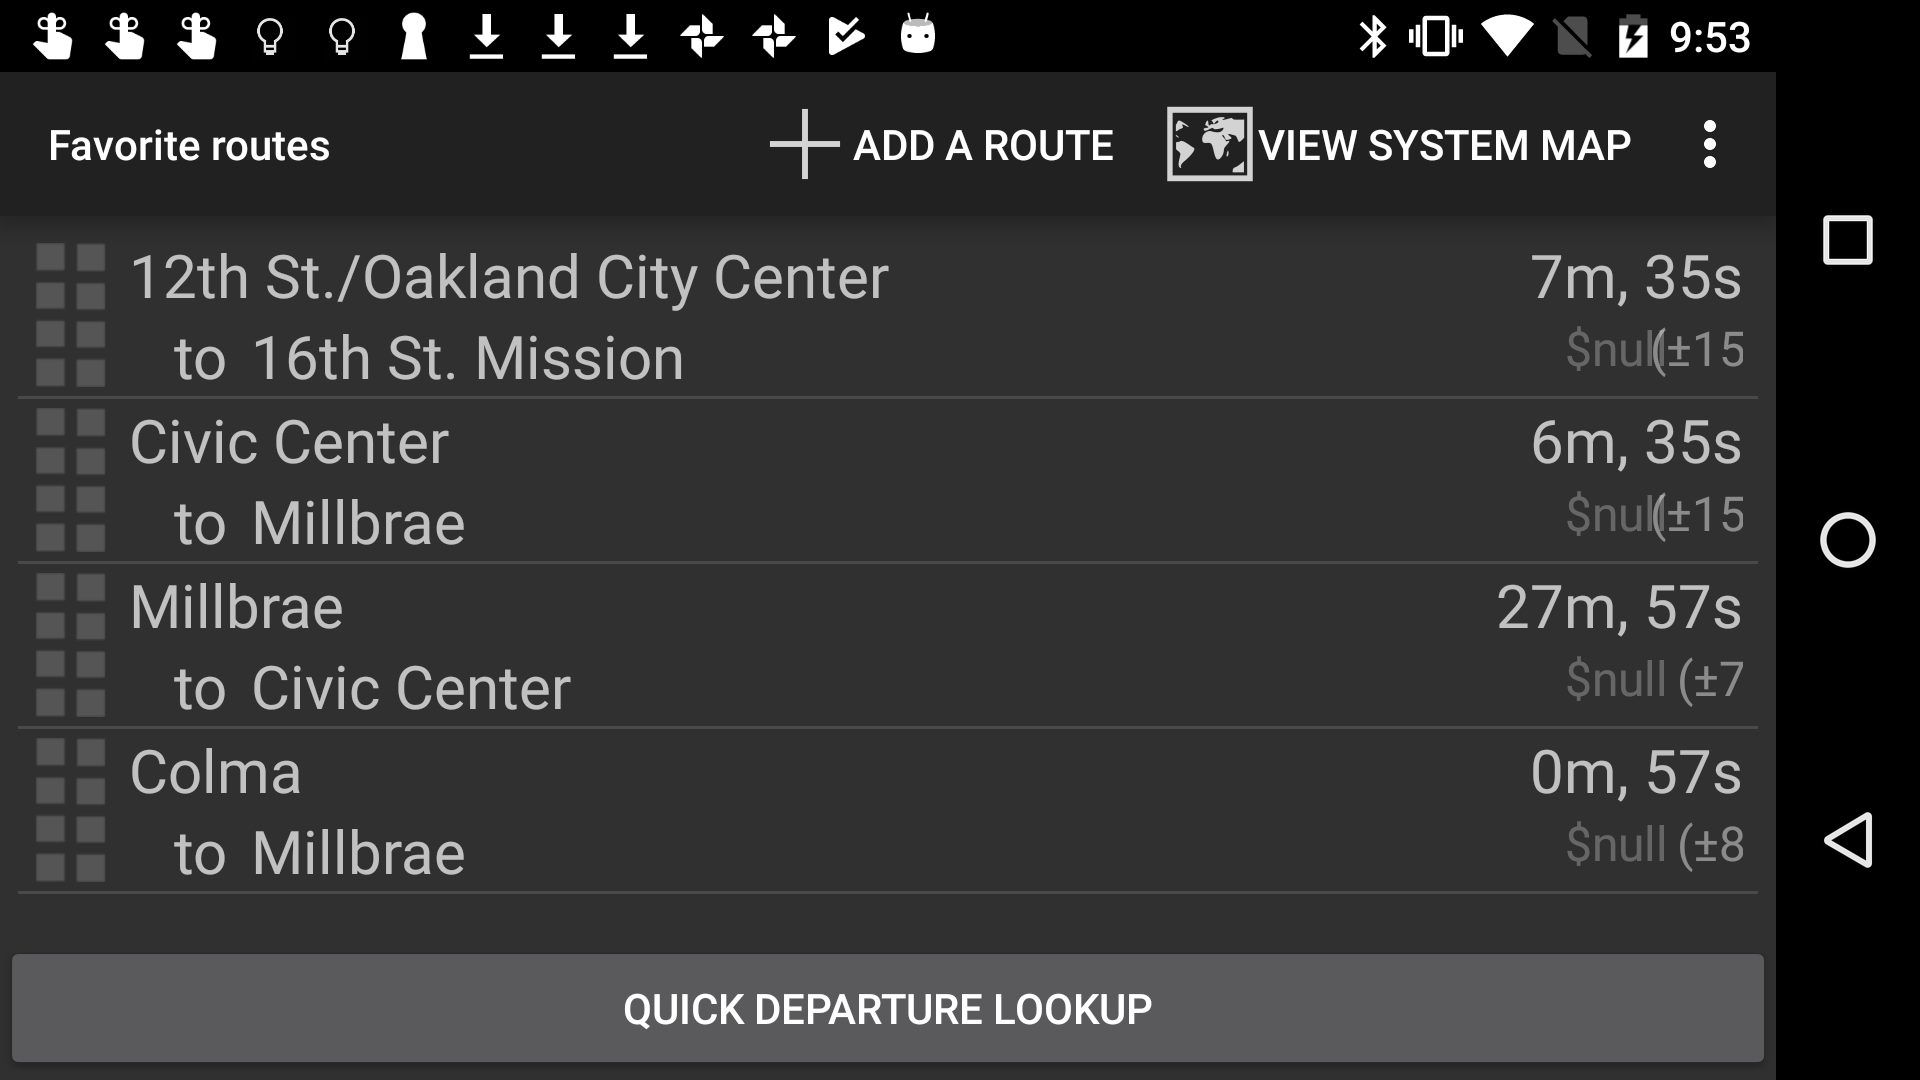 9:53
Favorite routes ADD A ROUTE VIEW SYSTEM MAP
12th St./Oakland City Center 7m, 35s
to 16th St. Mission $null(±15
Civic Center 6m, 35s
to Millbrae $null(±15
Millbrae 27m, 57s
to Civic Center $null (±7
Colma 0m, 57s
to Millbrae $null (±8
QUICK DEPARTURE LOOKUP